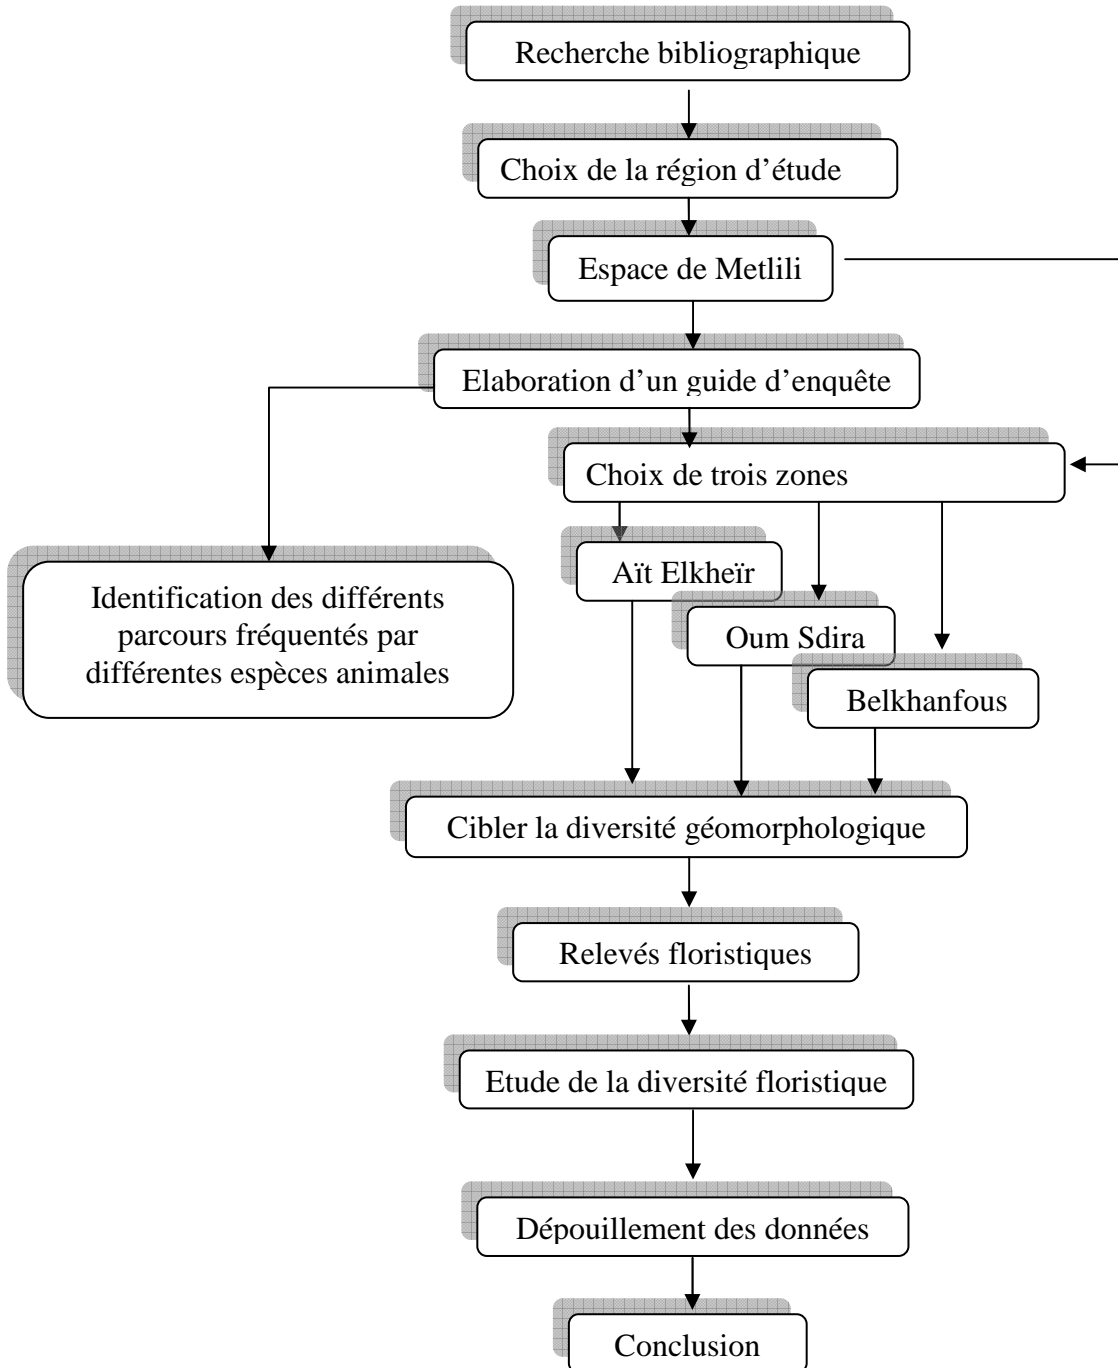 Recherche bibliographique
Choix de la région d’étude
Espace de Metlili
Elaboration d’un guide d’enquête
Choix de trois zones
Aït Elkheïr
Identification des différents
parcours fréquentés par
différentes espèces animales
Oum Sdira
Belkhanfous
Cibler la diversité géomorphologique
Relevés floristiques
Etude de la diversité floristique
Dépouillement des données
Conclusion